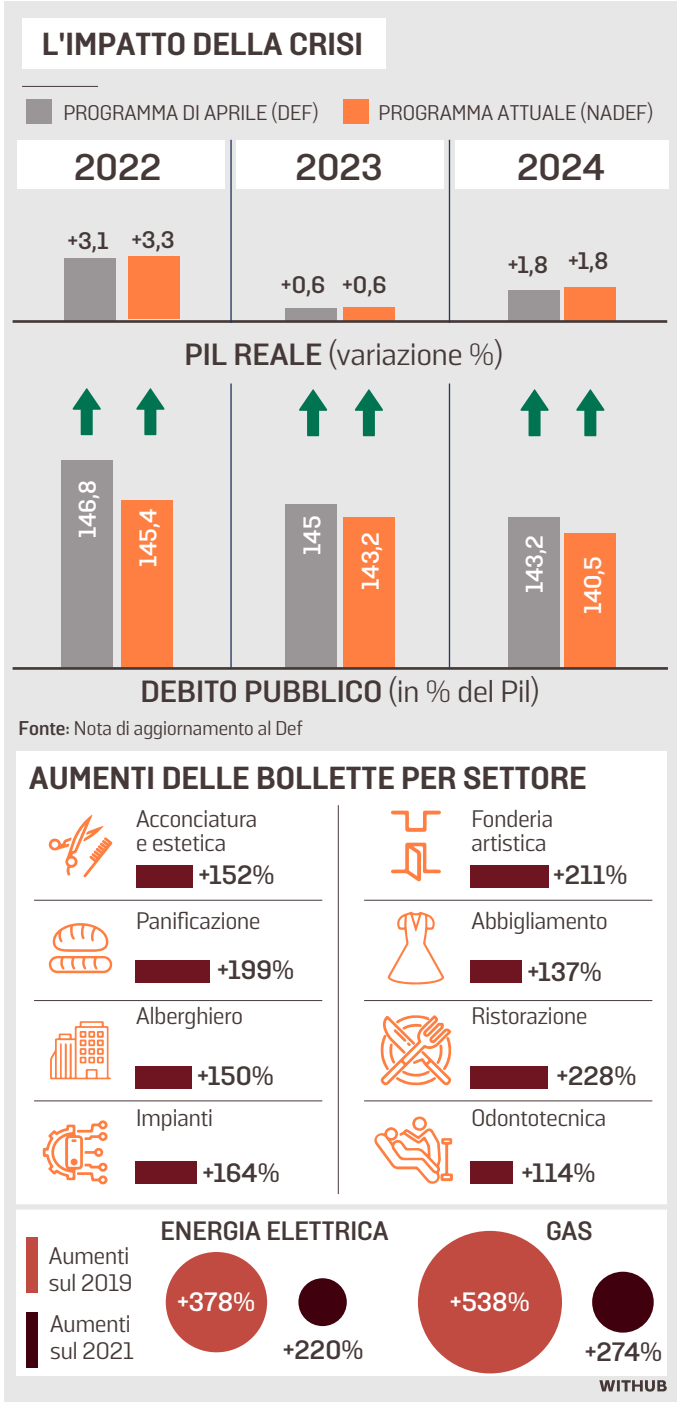 L'IMPATTO DELLA CRISI
PROGRAMMA DI APRILE (DEF)
PROGRAMMA ATTUALE (NADEF)
2022
2023
2024
+3,1
+3,3
+0,6
+0,6
+1,8
+1,8
PIL REALE (variazione %)
146,8
145,4
145
143,2
143,2
140,5
DEBITO PUBBLICO (in % del Pil)
Fonte: Nota di aggiornamento al Def
AUMENTI DELLE BOLLETTE PER SETTORE
Acconciatura
e estetica
+152%
Fonderia
artistica
+211%
Panificazione
+199%
Abbigliamento
+137%
Alberghiero
+150%
Ristorazione
+228%
Impianti
+164%
Odontotecnica
+114%
Aumenti
sul 2019
Aumenti
sul 2021
ENERGIA ELETTRICA
+378%
+220%
GAS
+538%
+274%
WITHUB